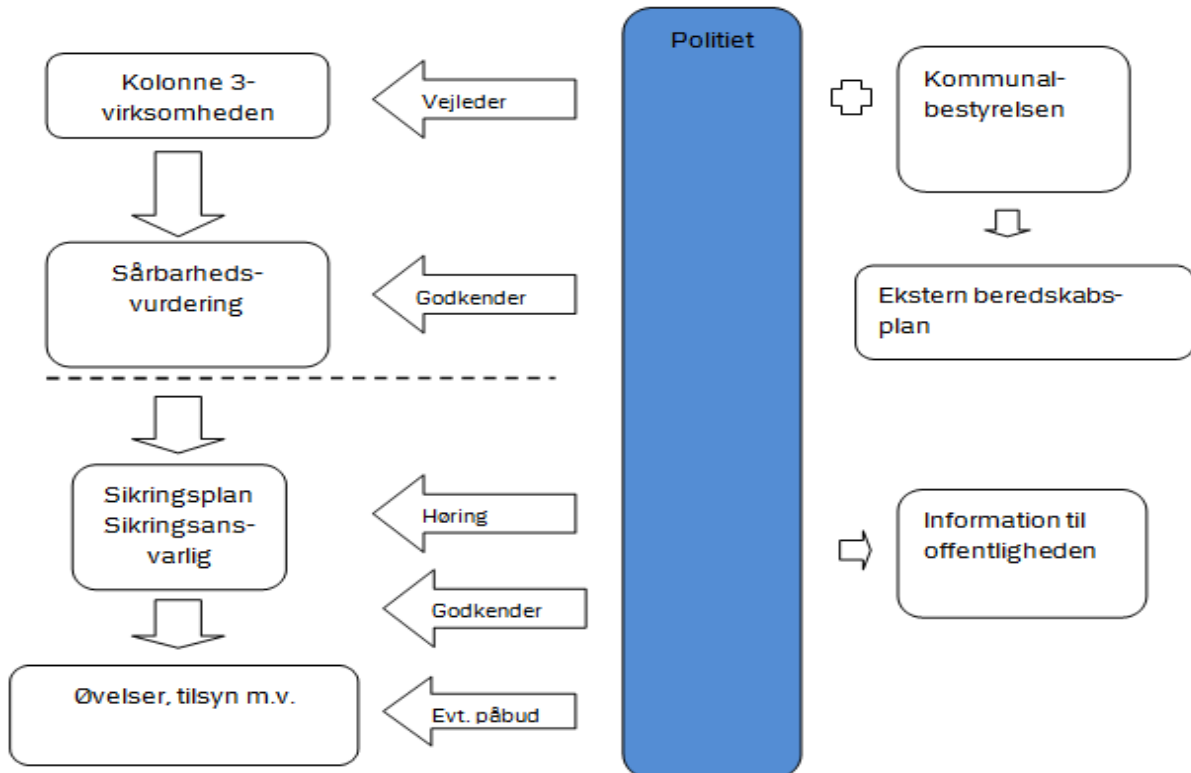 Politiet
Kolonne 3-
virksomheden
Vejleder
Kommunal-
bestyrelsen
Sårbarheds-
vurdering
Godkender
Ekstern beredskabs-
plan
Sikringsplan
Sikringsans-
varlig
Høring
Information til
offentligheden
Godkender
Øvelser, tilsyn m.v.
Evt. påbud